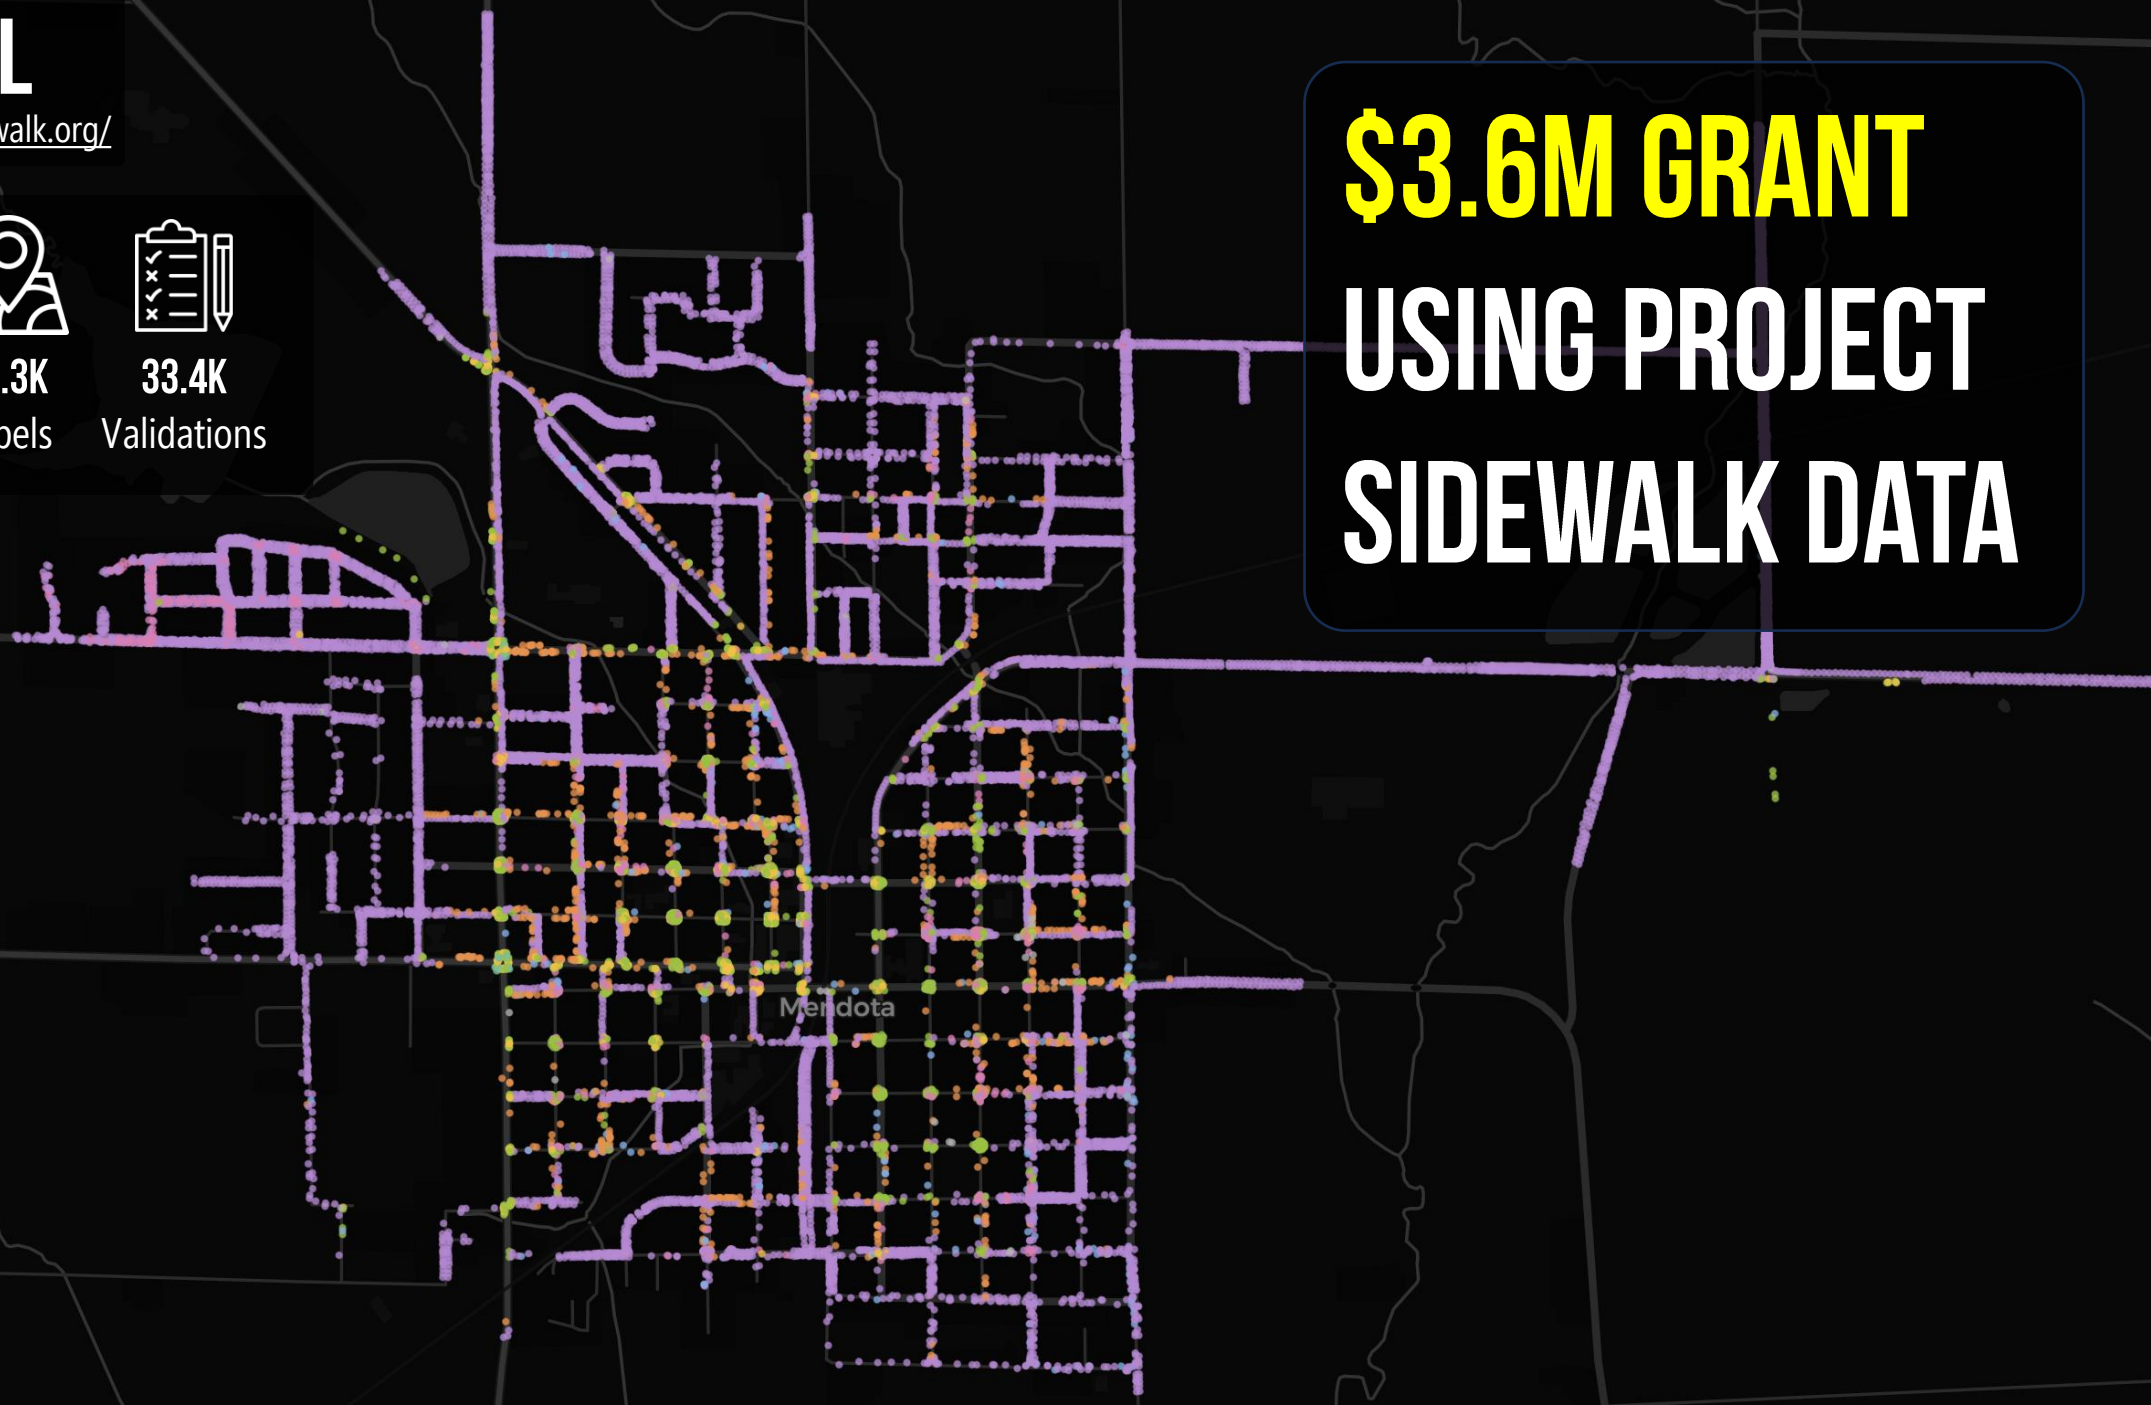 L
walk.org/
$3.6M GRANT
USING PROJECT
SIDEWALK DATA
.3K
33.4K
bels
Validations
Mendota